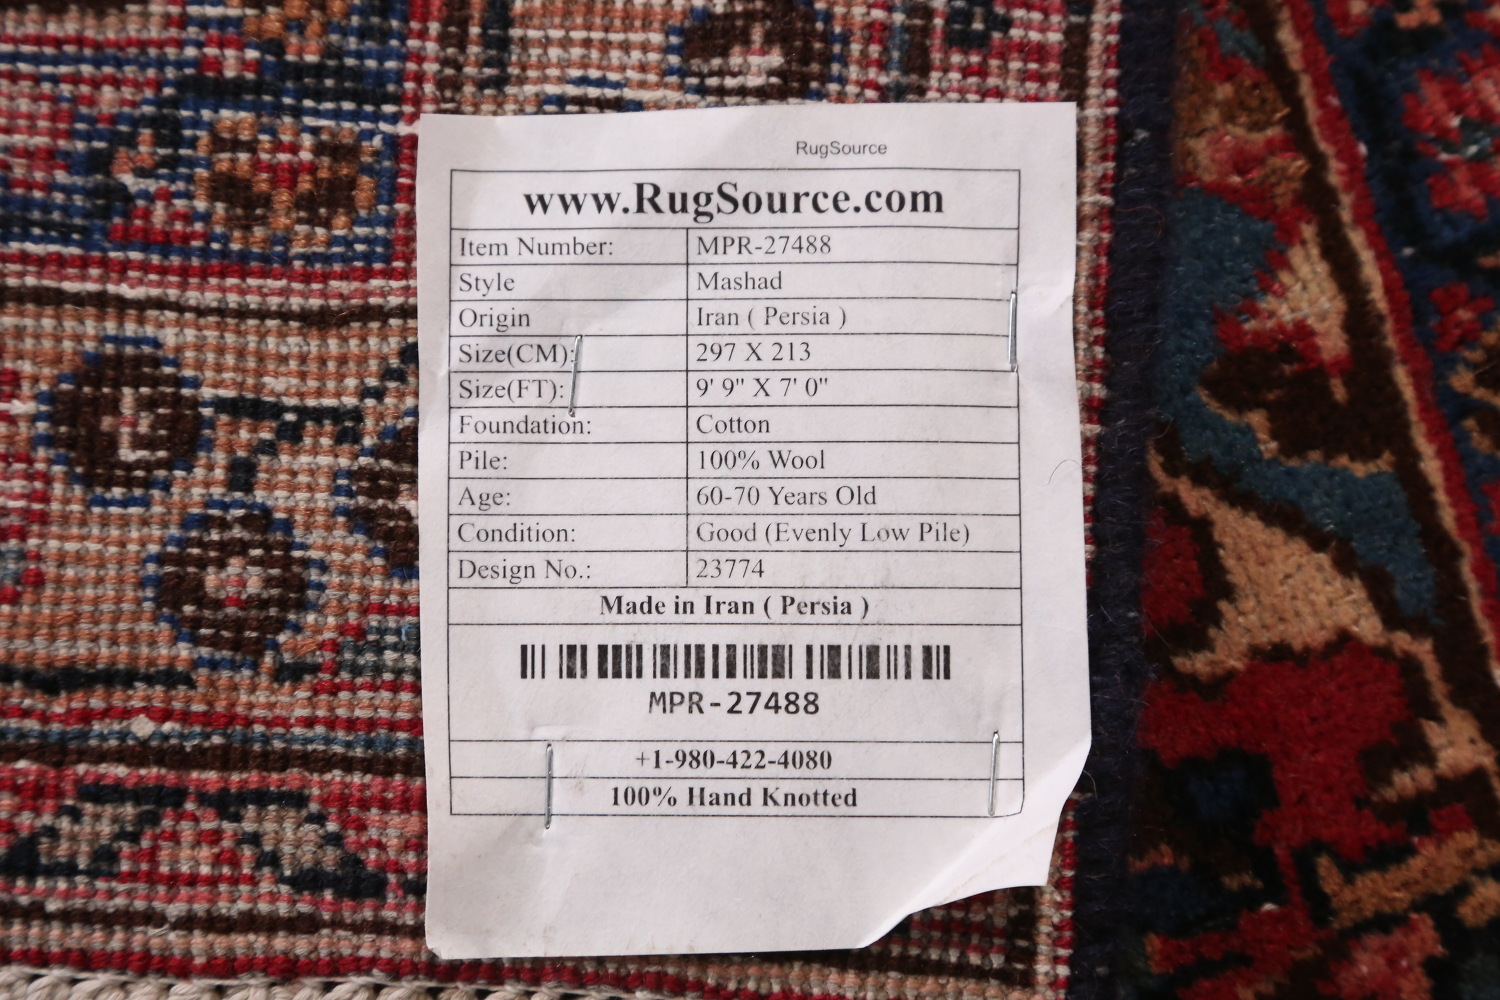 RugSource
www.RugSource.com
Item Number: MPR-27488
Style Mashad
Origin Iran ( Persia )
Size(CM): 297 X 213
Size(FT): 9' 9" X 7' 0"
Foundation: Cotton
Pile: 100% Wool
Age: 60-70 Years Old
Condition: Good (Evenly Low Pile)
Design No.: 23774
Made in Iran ( Persia )
MPR-27488
+1-980-422-4080
100% Hand Knotted